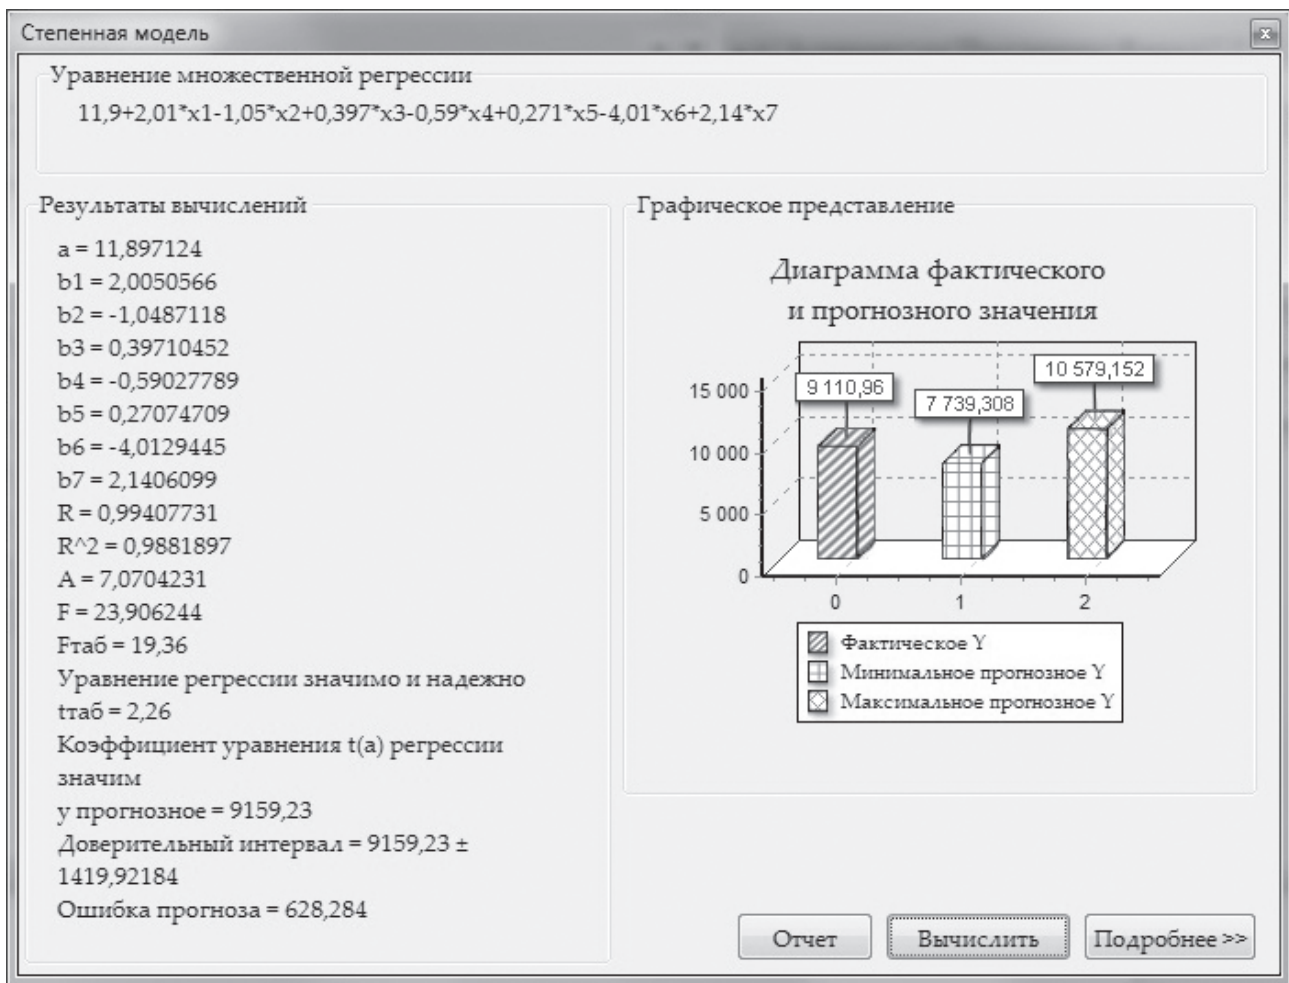 Степенная модель
Уравнение множественной регрессии
11,9+2,01*x1-1,05*x2+0,397*x3-0,59*x4+0,271*x5-4,01*x6+2,14*x7
Результаты вычислений
a = 11,897124
b1 = 2,0050566
b2 = -1,0487118
b3 = 0,39710452
b4 = -0,59027789
b5 = 0,27074709
b6 = -4,0129445
b7 = 2,1406099
R = 0,99407731
R^2 = 0,9881897
A = 7,0704231
F = 23,906244
Fтаб = 19,36
Уравнение регрессии значимо и надежно
tтаб = 2,26
Коэффициент уравнения t(a) регрессии
значим
y прогнозное = 9159,23
Доверительный интервал = 9159,23 ±
1419,92184
Ошибка прогноза = 628,284
Графическое представление
Диаграмма фактического
и прогнозного значения
10 579,152
9 110,96
7 739,308
15 000
10 000
5 000
0
0 1 2
Фактическое Y
Минимальное прогнозное Y
Максимальное прогнозное Y
Отчет Вычислить Подробнее >>